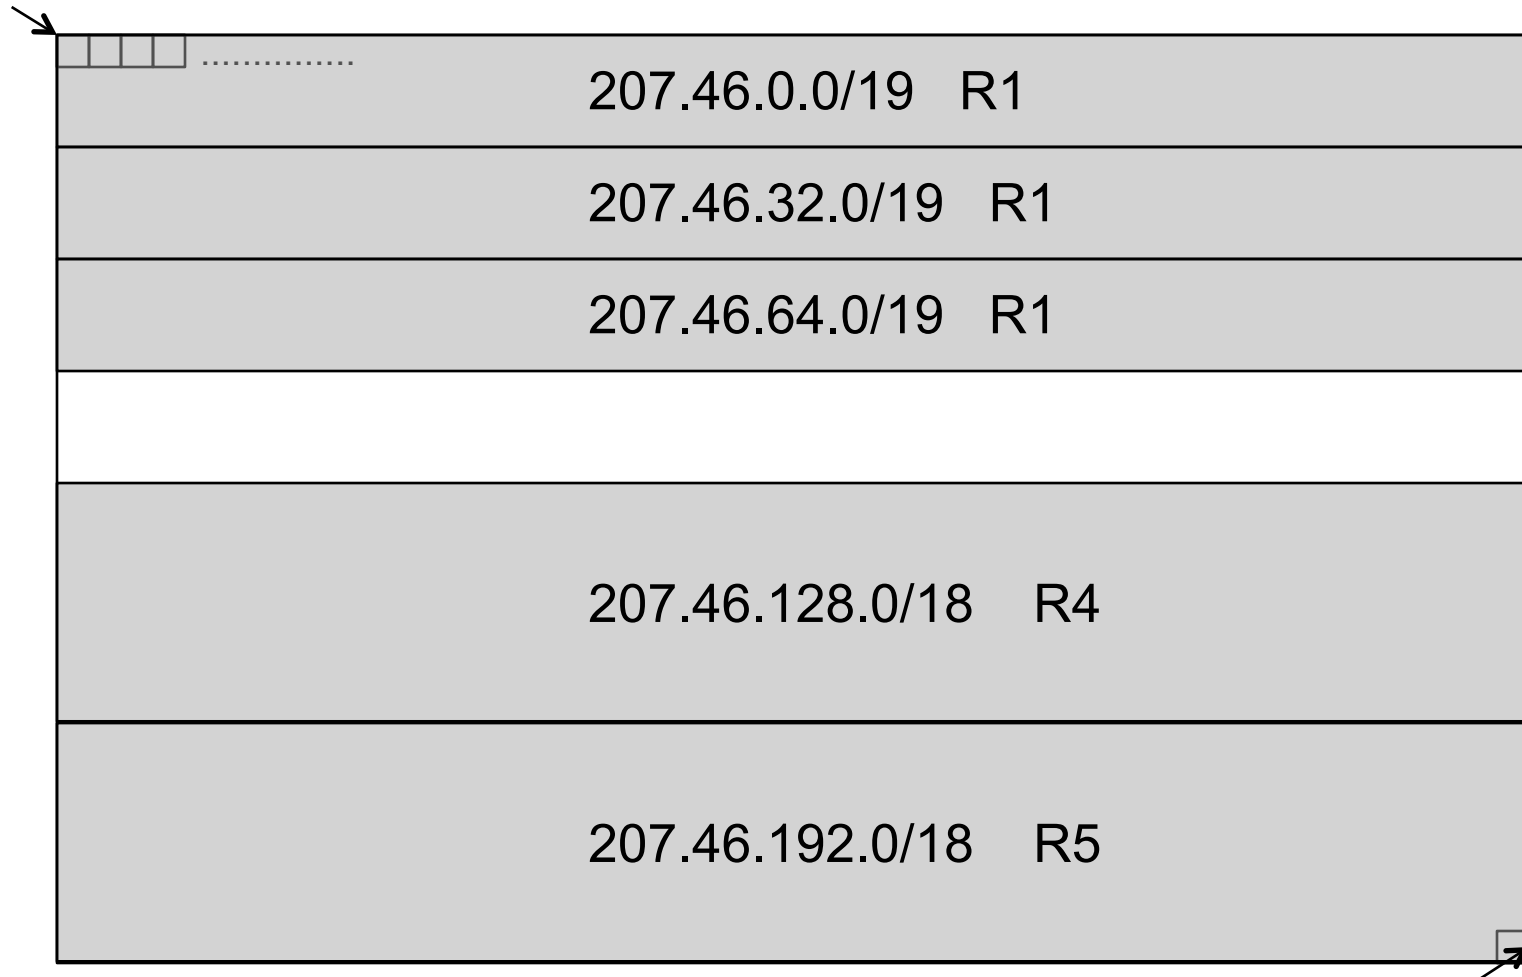 ...............
207.46.0.0/19 R1
207.46.32.0/19 R1
207.46.64.0/19 R1
207.46.128.0/18 R4
207.46.192.0/18 R5